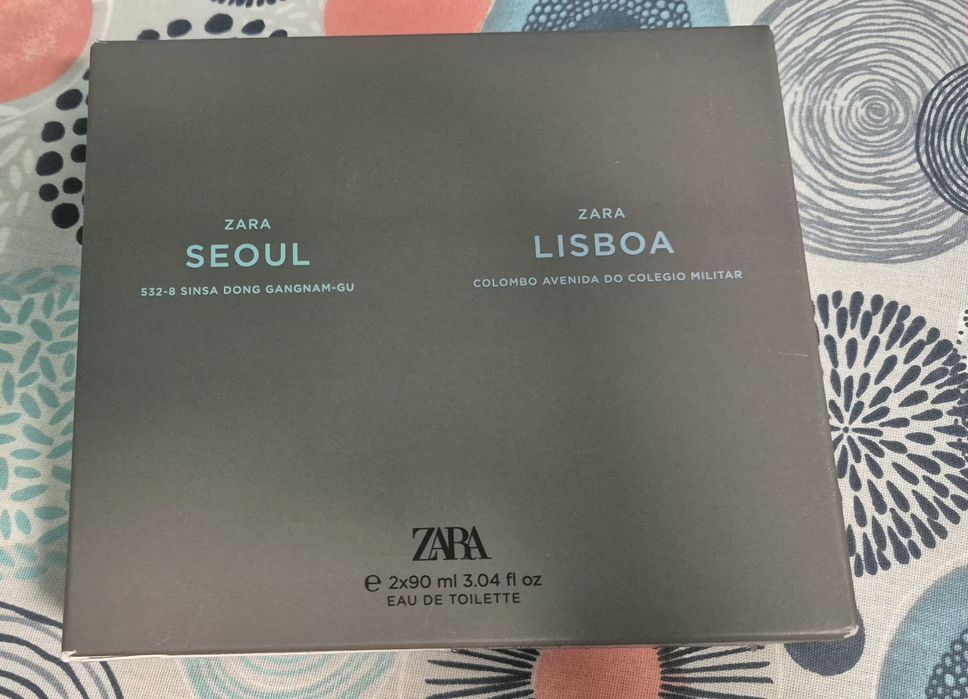 ZARA
SEOUL
532-8 SINSA DONG GANGNAM-GU
ZARA
LISBOA
COLOMBO AVENIDA DO COLEGIO MILITAR
ZARA
e 2x90 ml 3.04 fl oz
EAU DE TOILETTE